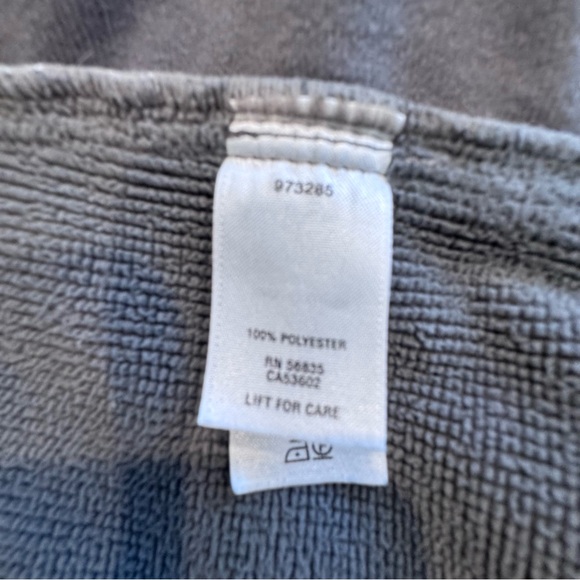 973285
100% POLYESTER
RN 56835
CA53602
LIFT FOR CARE